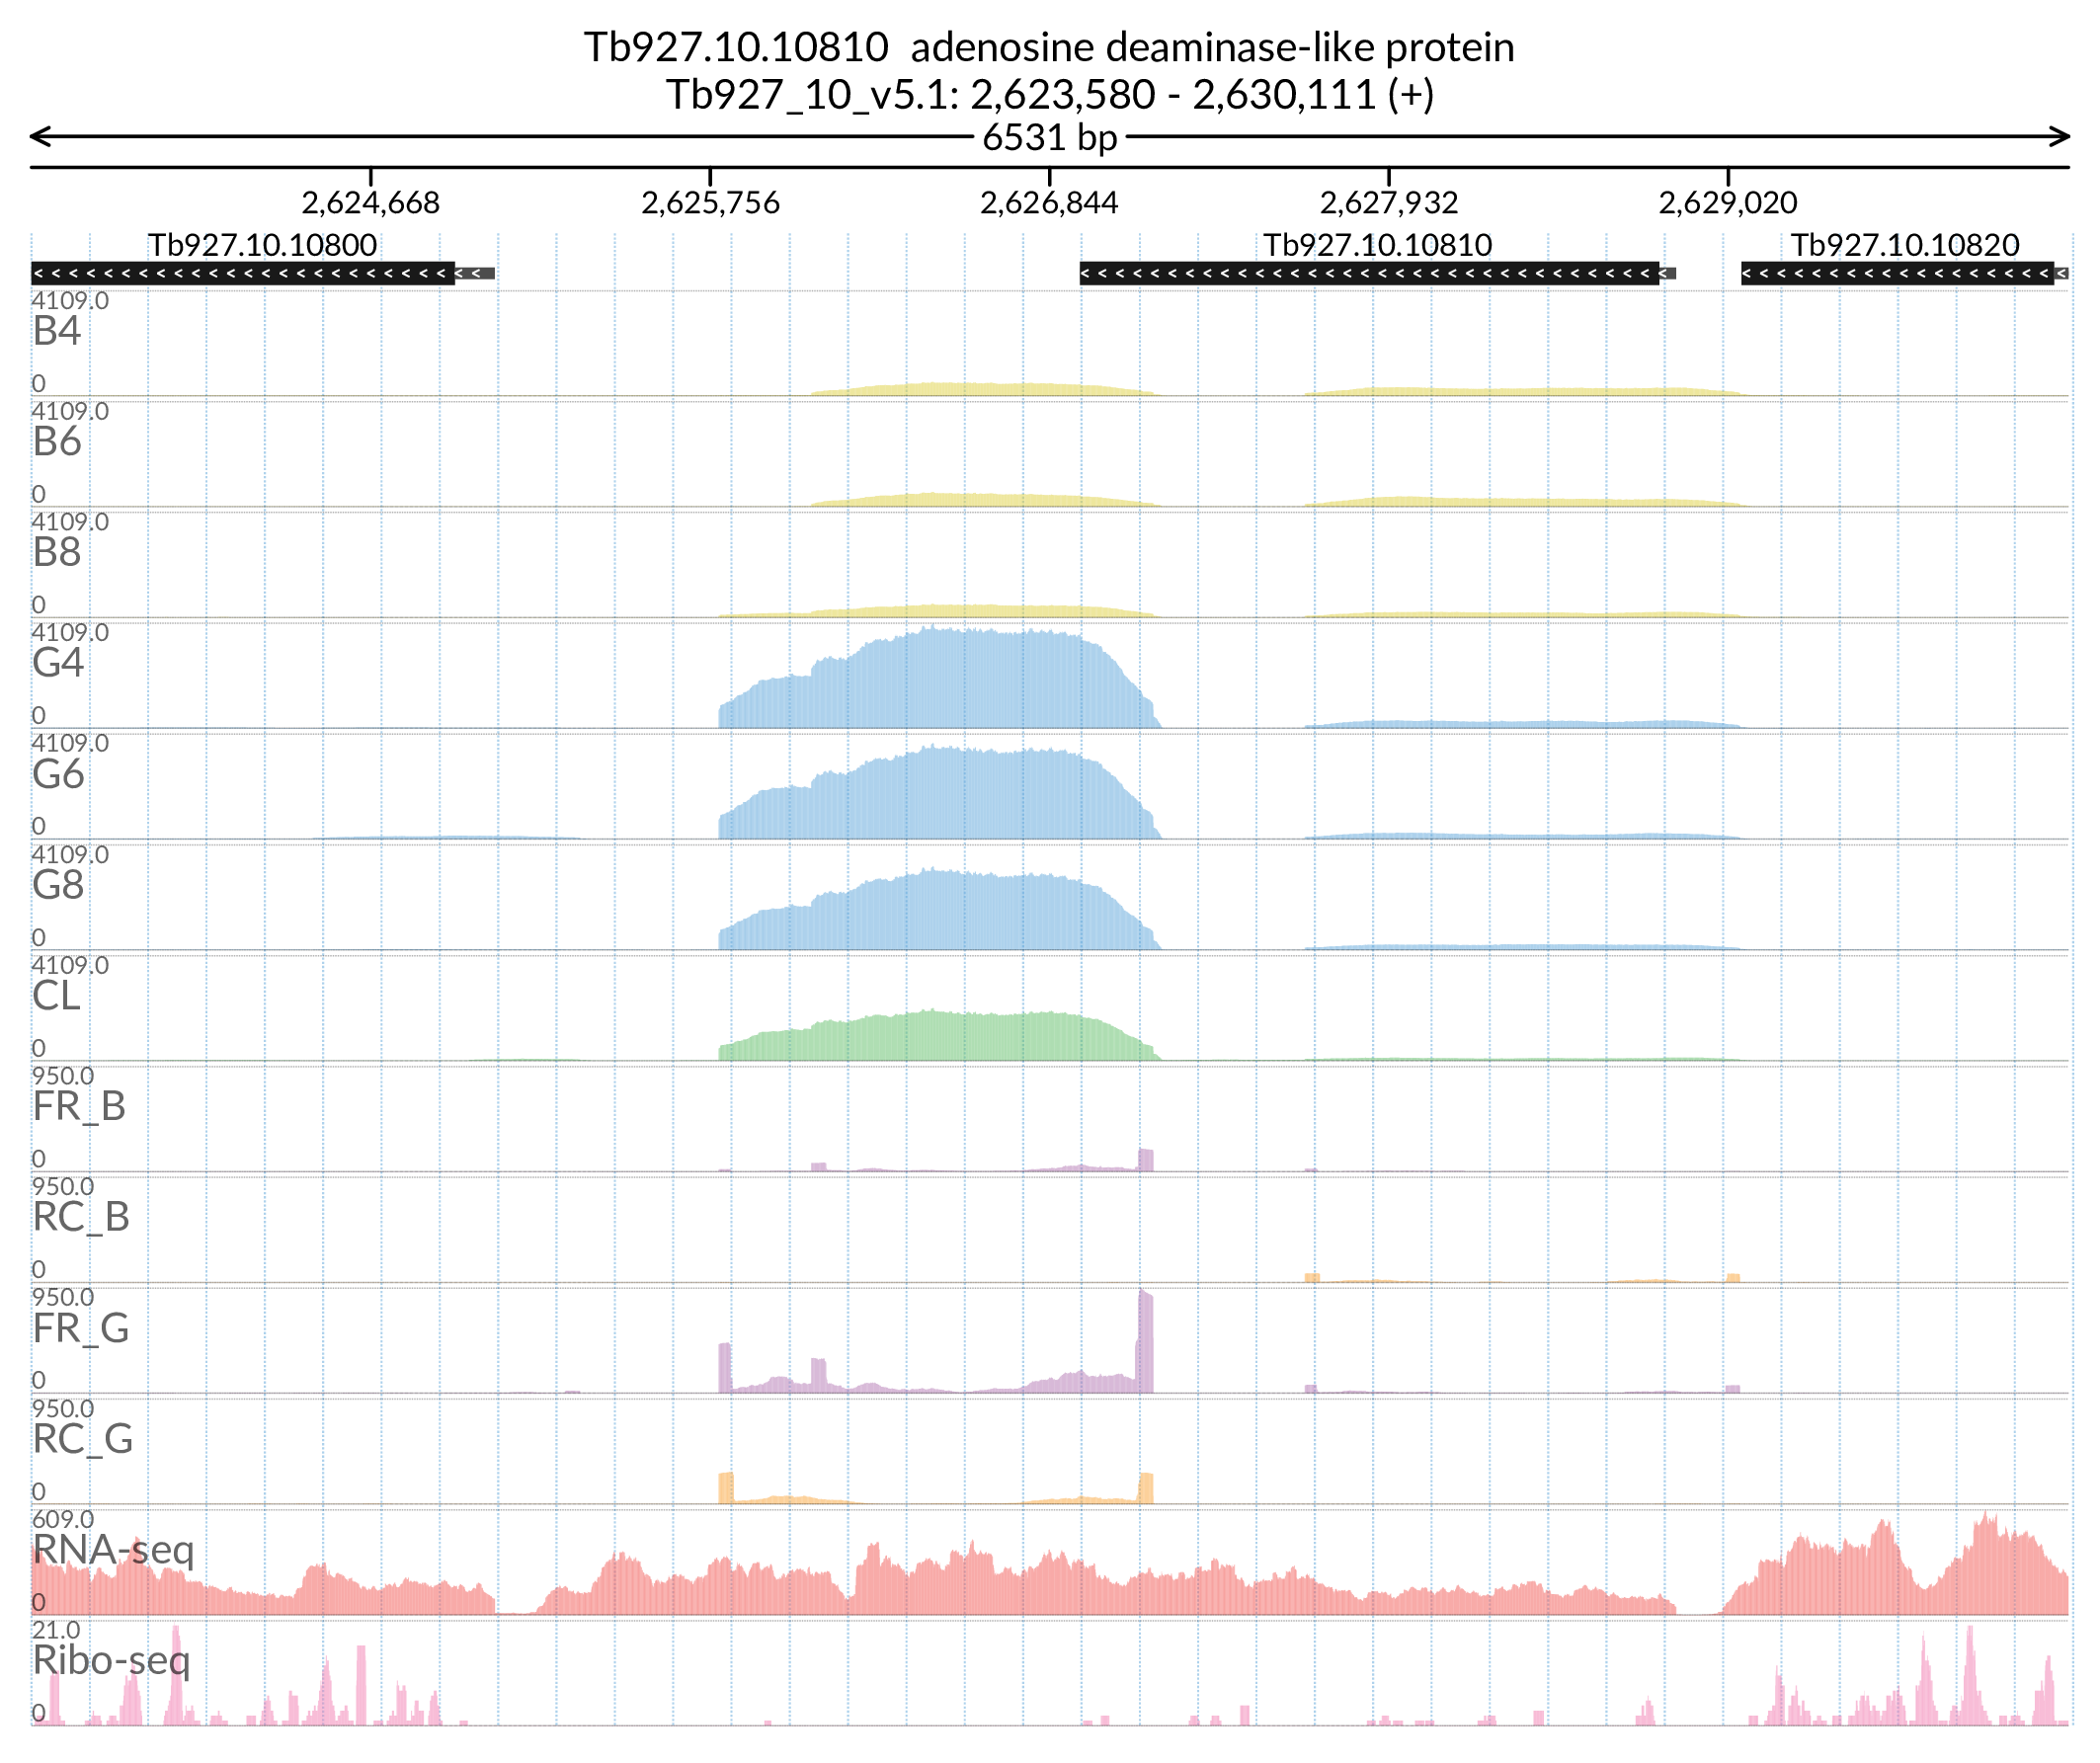 Tb927.10.10810 adenosine deaminase-like protein
Tb927_10_v5.1: 2,623,580 - 2,630,111 (+)
6531 bp
2,624,668 2,625,756 2,626,844 2,627,932 2,629,020
Tb927.10.10800 Tb927.10.10810 Tb927.10.10820
4109.0
B4
0
4109.0
B6
0
4109.0
B8
0
4109.0
G4
0
4109.0
G6
0
4109.0
G8
0
4109.0
CL
0
950.0
FR_B
0
950.0
RC_B
0
950.0
FR_G
0
950.0
RC_G
0
609.0
RNA-seq
0
21.0
Ribo-seq
0